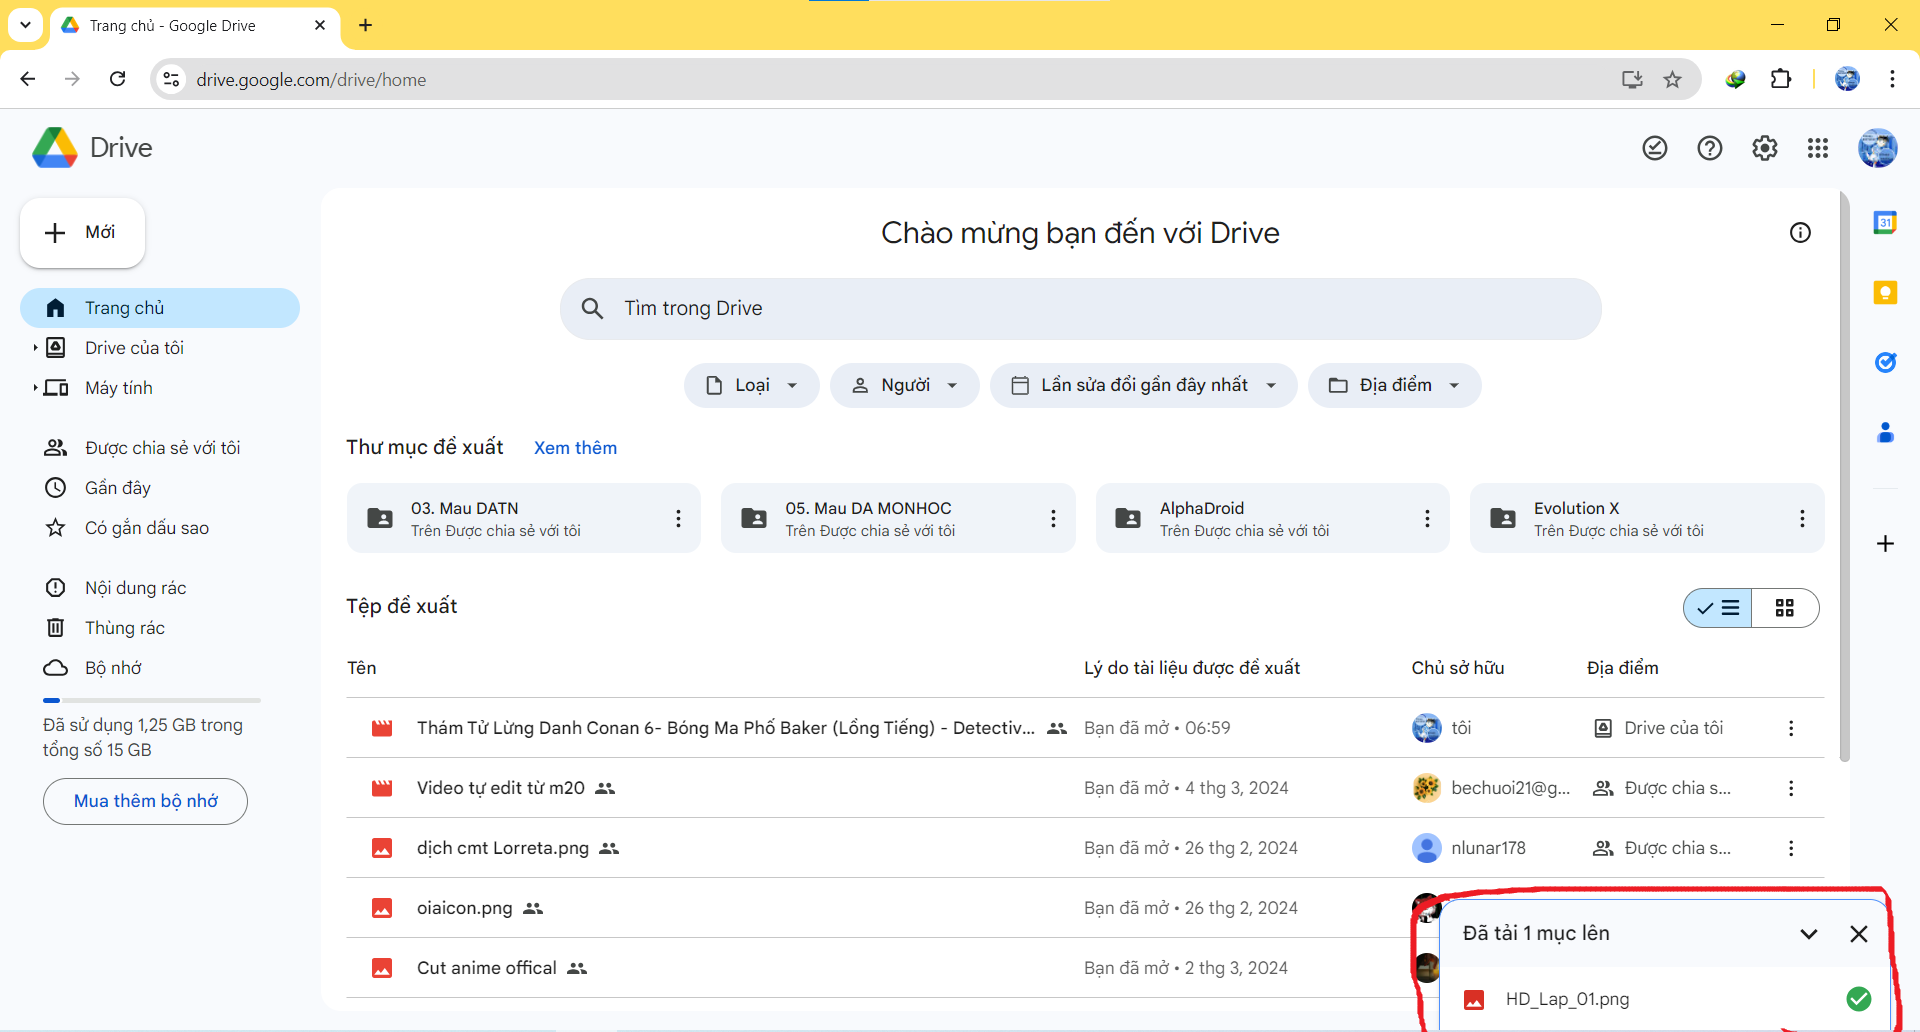 Trang chủ - Google Drive
drive.google.com/drive/home
Drive
Mới
Trang chủ
Drive của tôi
Máy tính
Được chia sẻ với tôi
Gần đây
Có gắn dấu sao
Nội dung rác
Thùng rác
Bộ nhớ
Đã sử dụng 1,25 GB trong
tổng số 15 GB
Mua thêm bộ nhớ
Chào mừng bạn đến với Drive
Tìm trong Drive
Loại
Người
Lần sửa đổi gần đây nhất
Địa điểm
Thư mục đề xuất Xem thêm
03. Mau DATN
Trên Được chia sẻ với tôi
05. Mau DA MONHOC
Trên Được chia sẻ với tôi
AlphaDroid
Trên Được chia sẻ với tôi
Evolution X
Trên Được chia sẻ với tôi
Tệp đề xuất
Tên Lý do tài liệu được đề xuất Chủ sở hữu Địa điểm
Thám Tử Lừng Danh Conan 6- Bóng Ma Phố Baker (Lồng Tiếng) - Detectiv... Bạn đã mở • 06:59 tôi Drive của tôi
Video tự edit từ m20 Bạn đã mở • 4 thg 3, 2024 bechuoi21@g... Được chia s...
dịch cmt Lorreta.png Bạn đã mở • 26 thg 2, 2024 nlunar178 Được chia s...
oiaicon.png Bạn đã mở • 26 thg 2, 2024
Cut anime offical Bạn đã mở • 2 thg 3, 2024
Đã tải 1 mục lên
HD_Lap_01.png
31